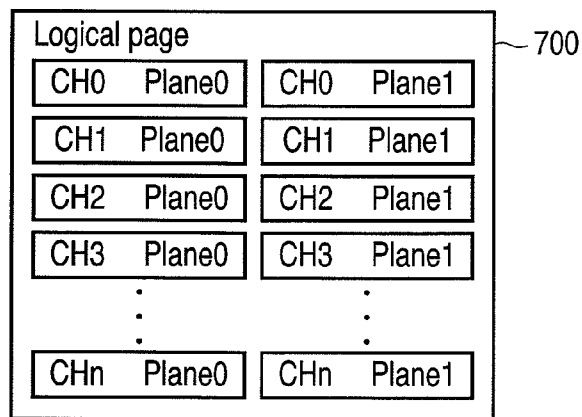 Logical page
700
CH0 Plane0 CH0 Plane1
CH1 Plane0 CH1 Plane1
CH2 Plane0 CH2 Plane1
CH3 Plane0 CH3 Plane1
CHn Plane0 CHn Plane1